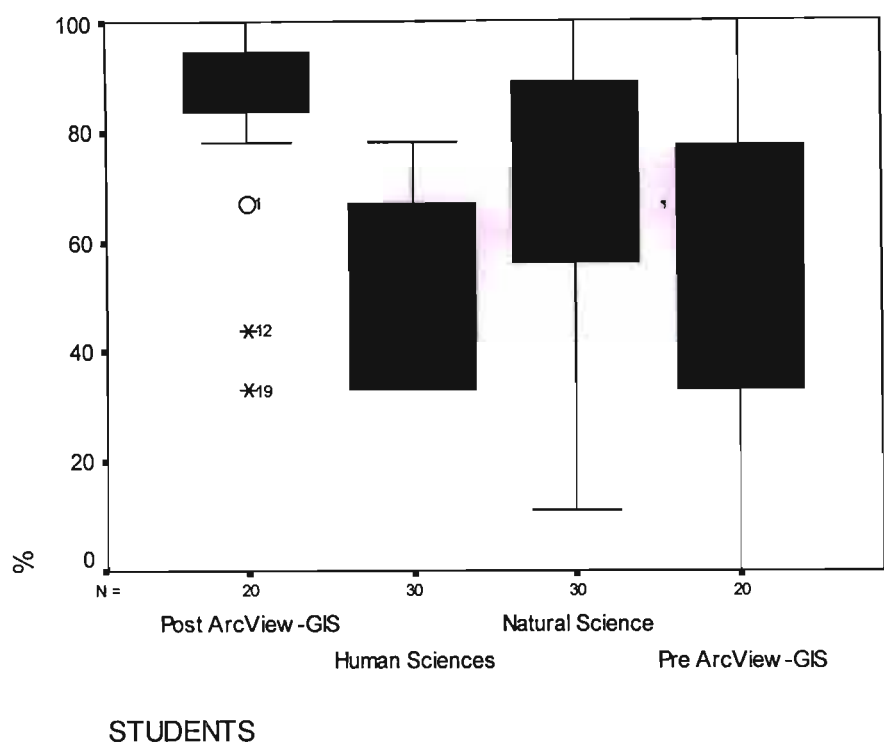 100
80
1
60
*12
40
*19
20
%
0
N = 20 30 30 20
Post ArcView -GIS Natural Science
Human Sciences Pre ArcView -GIS
STUDENTS